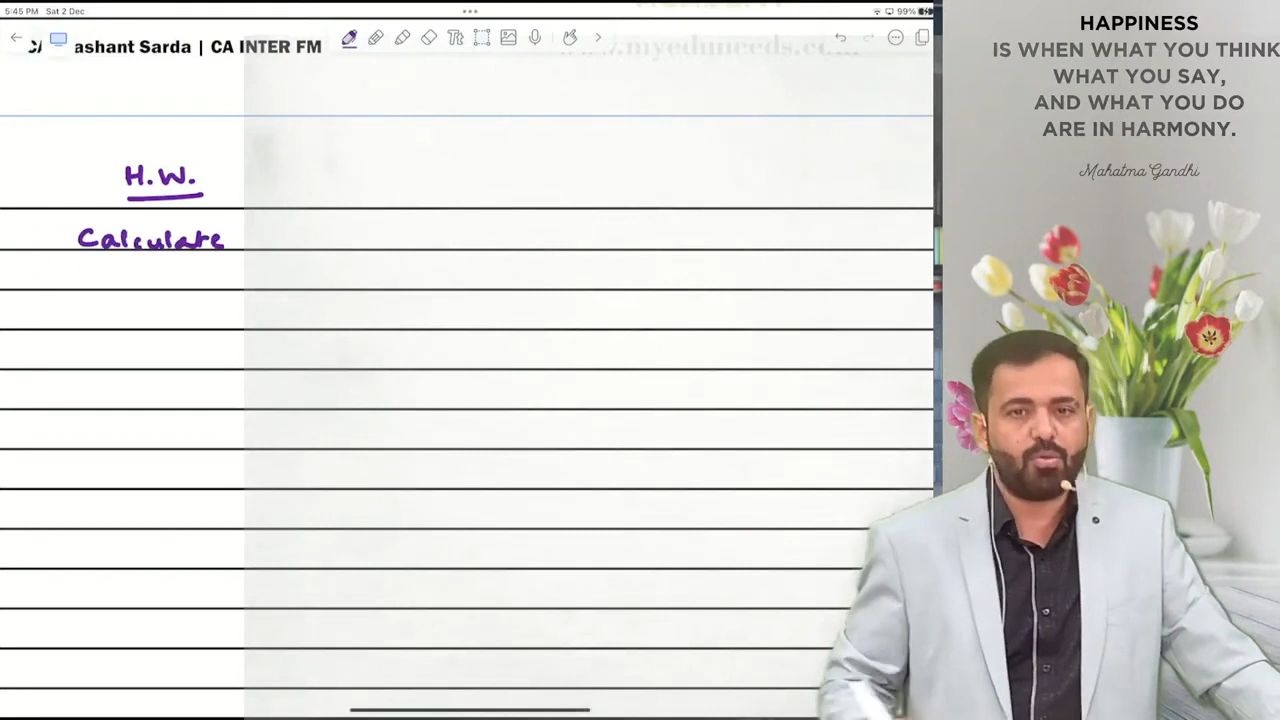 5:45 PM Sat 2 Dec
99%
ashant Sarda | CA INTER FM
.myeduneeds.c
H.W.
Calculate
HAPPINESS
IS WHEN WHAT YOU THINK
WHAT YOU SAY,
AND WHAT YOU DO
ARE IN HARMONY.
Mahatma Gandhi